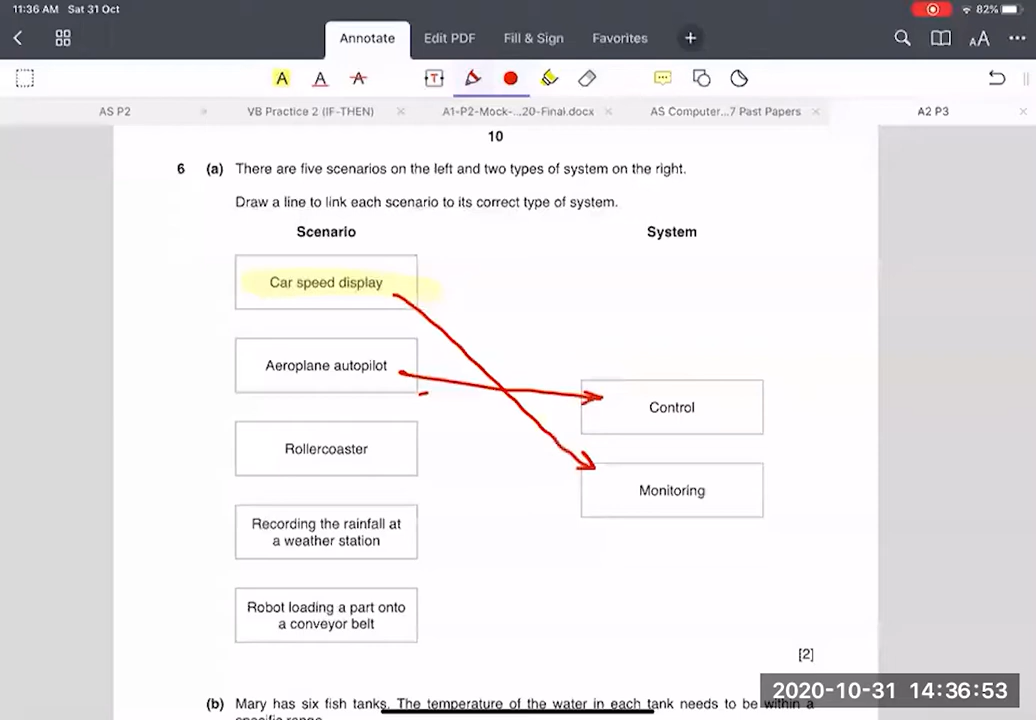 11:36 AM Sat 31 Oct
82%
Annotate
Edit PDF
Fill & Sign
Favorites
+
AA
A A A T
AS P2
VB Practice 2 (IF-THEN)
A1-P2-Mock-...20-Final.docx
AS Computer...7 Past Papers
A2 P3
10
6 (a) There are five scenarios on the left and two types of system on the right.
Draw a line to link each scenario to its correct type of system.
Scenario
System
Car speed display
Aeroplane autopilot
Control
Rollercoaster
Monitoring
Recording the rainfall at
a weather station
Robot loading a part onto
a conveyor belt
[2]
(b) Mary has six fish tanks. The temperature of the water in each tank needs to be within a
specific range.
2020-10-31 14:36:53